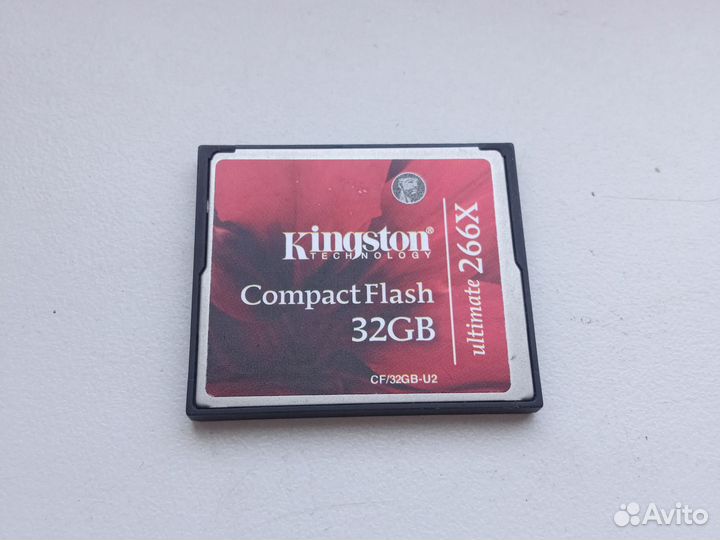 Kingston®
TECHNOLOGY
CompactFlash
32GB
CF/32GB-U2
ultimate 266X
Avito